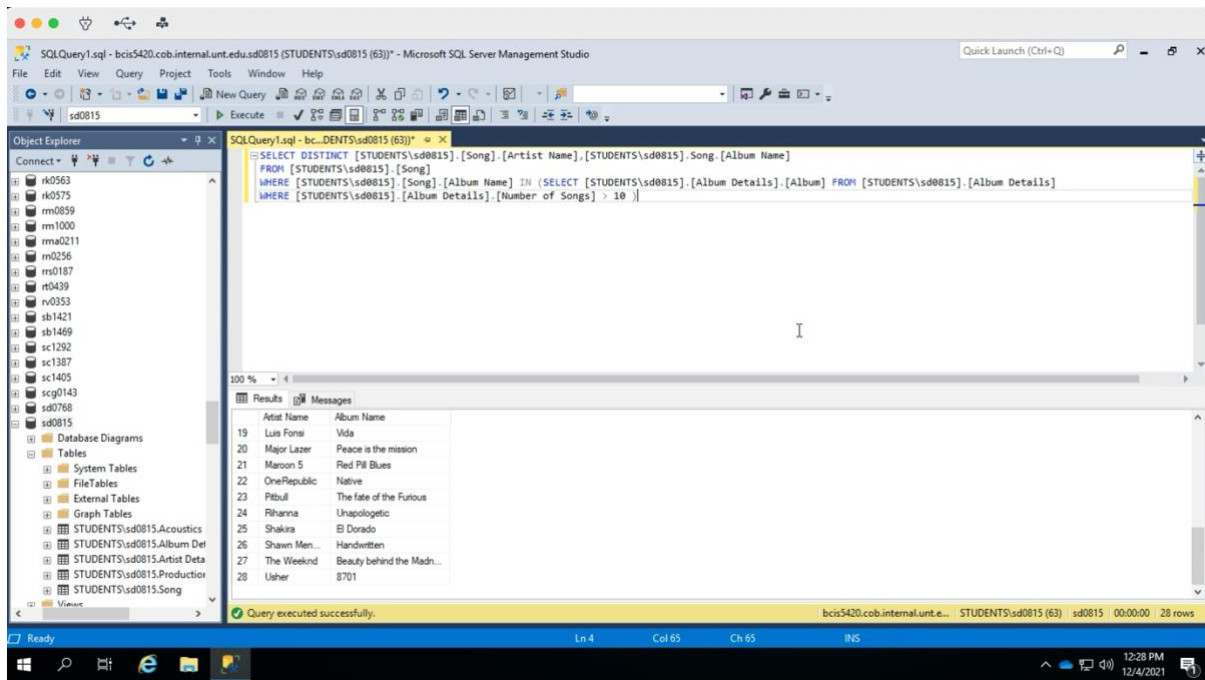 SQLQuery1.sql - bcis5420.cob.internal.unt.edu.sd0815 (STUDENTS\sd0815 (63))* - Microsoft SQL Server Management Studio
Quick Launch (Ctrl+Q)
File Edit View Query Project Tools Window Help
New Query
sd0815
Execute
Object Explorer
SQLQuery1.sql - bc...DENTS\sd0815 (63))*
Connect
SELECT DISTINCT [STUDENTS\sd0815].[Song].[Artist Name],[STUDENTS\sd0815].Song.[Album Name]
FROM [STUDENTS\sd0815].[Song]
WHERE [STUDENTS\sd0815].[Song].[Album Name] IN (SELECT [STUDENTS\sd0815].[Album Details].[Album] FROM [STUDENTS\sd0815].[Album Details]
WHERE [STUDENTS\sd0815].[Album Details].[Number of Songs] > 10 )
rk0563
rk0575
rm0859
rm1000
rma0211
rn0256
rrs0187
rt0439
rv0353
sb1421
sb1469
sc1292
sc1387
sc1405
scg0143
sd0768
sd0815
Database Diagrams
Tables
System Tables
FileTables
External Tables
Graph Tables
STUDENTS\sd0815.Acoustics
STUDENTS\sd0815.Album Det
STUDENTS\sd0815.Artist Deta
STUDENTS\sd0815.Production
STUDENTS\sd0815.Song
Views
100 %
Results Messages
Artist Name Album Name
19 Luis Fonsi Vida
20 Major Lazer Peace is the mission
21 Maroon 5 Red Pill Blues
22 OneRepublic Native
23 Pitbull The fate of the Furious
24 Rihanna Unapologetic
25 Shakira El Dorado
26 Shawn Men... Handwritten
27 The Weeknd Beauty behind the Madn...
28 Usher 8701
Query executed successfully.
bcis5420.cob.internal.unt.e... STUDENTS\sd0815 (63) sd0815 00:00:00 28 rows
Ready
Ln 4 Col 65 Ch 65 INS
12:28 PM
12/4/2021